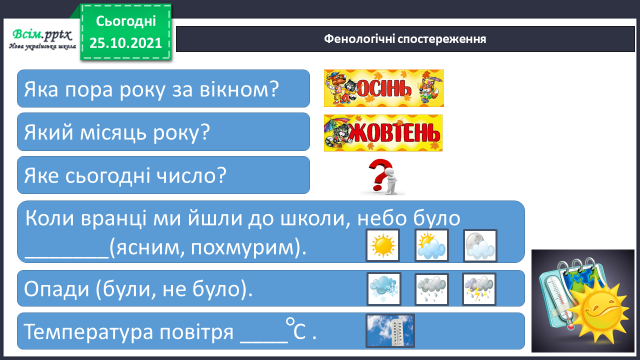 Всім.pptx
Нова українська школа
Сьогодні
25.10.2021
Фенологічні спостереження
Яка пора року за вікном?
ОСІНЬ
Який місяць року?
ЖОВТЕНЬ
Яке сьогодні число?
Коли вранці ми йшли до школи, небо було
_______(ясним, похмурим).
Опади (були, не було).
Температура повітря ____°С .